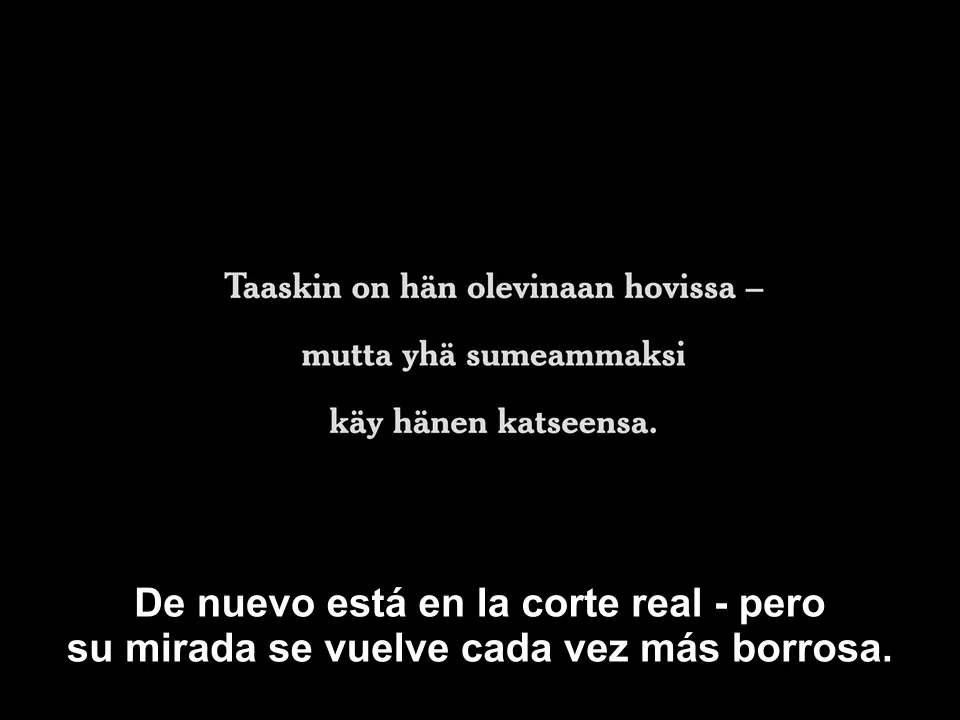 Taaskin on hän olevinaan hovissa –
mutta yhä sumeammaksi
käy hänen katseensa.
De nuevo está en la corte real - pero
su mirada se vuelve cada vez más borrosa.